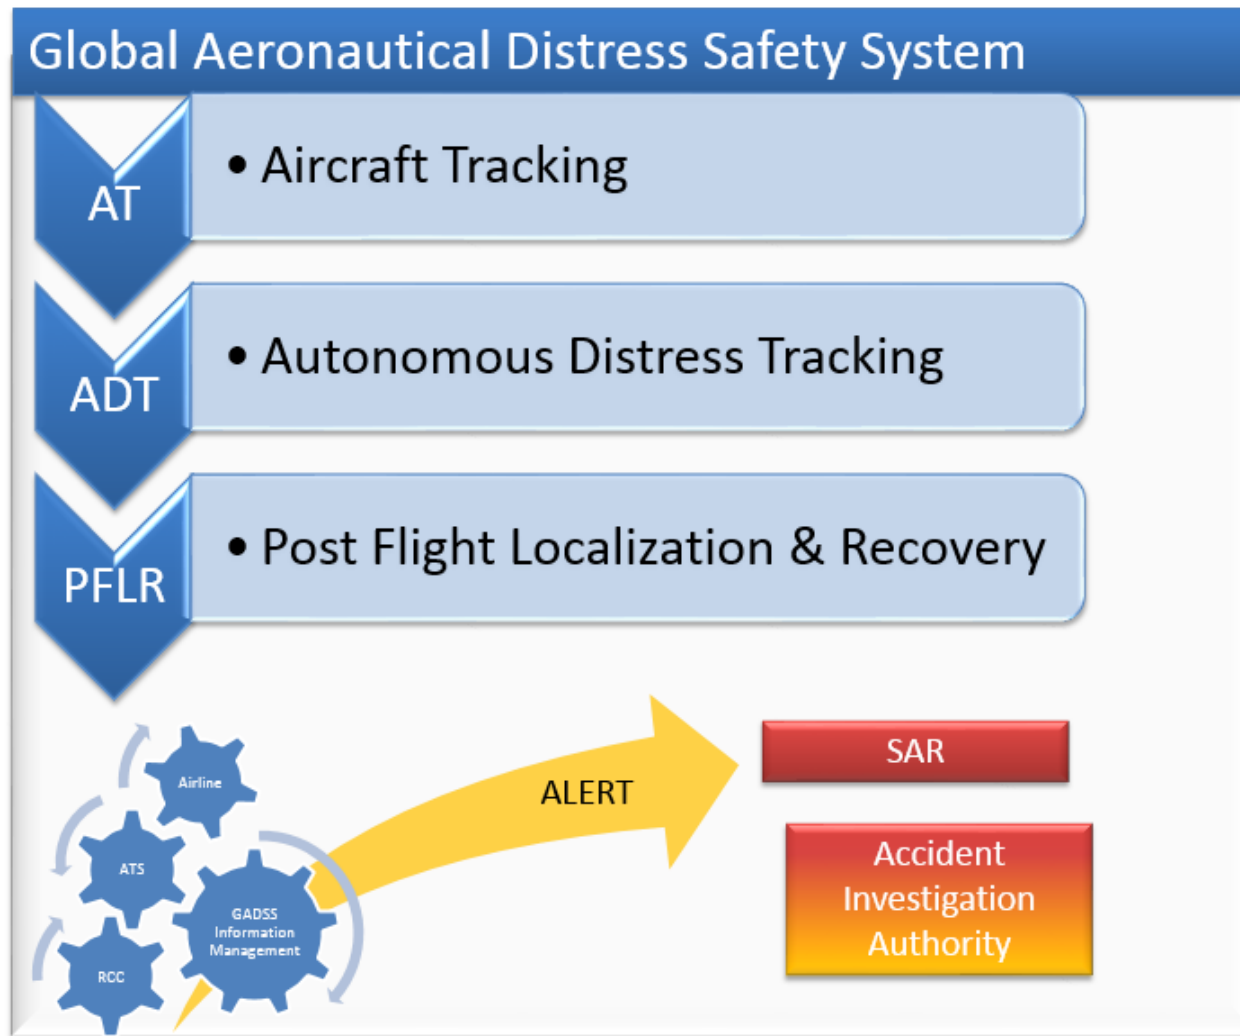 Global Aeronautical Distress Safety System
AT
• Aircraft Tracking
ADT
• Autonomous Distress Tracking
PFLR
• Post Flight Localization & Recovery
Airline
ATS
RCC
GADSS
Information
Management
ALERT
SAR
Accident
Investigation
Authority